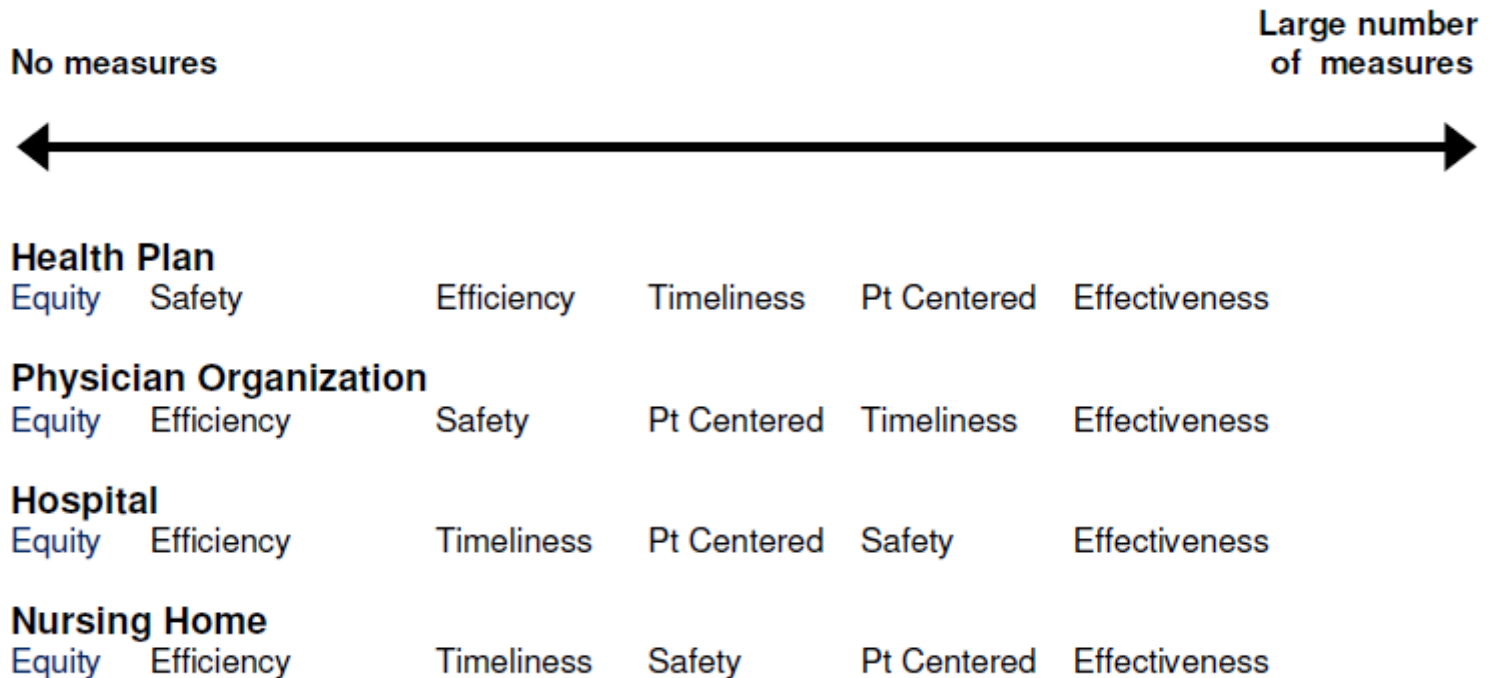 No measures
Large number
of measures
Health Plan
Equity Safety Efficiency Timeliness Pt Centered Effectiveness
Physician Organization
Equity Efficiency Safety Pt Centered Timeliness Effectiveness
Hospital
Equity Efficiency Timeliness Pt Centered Safety Effectiveness
Nursing Home
Equity Efficiency Timeliness Safety Pt Centered Effectiveness